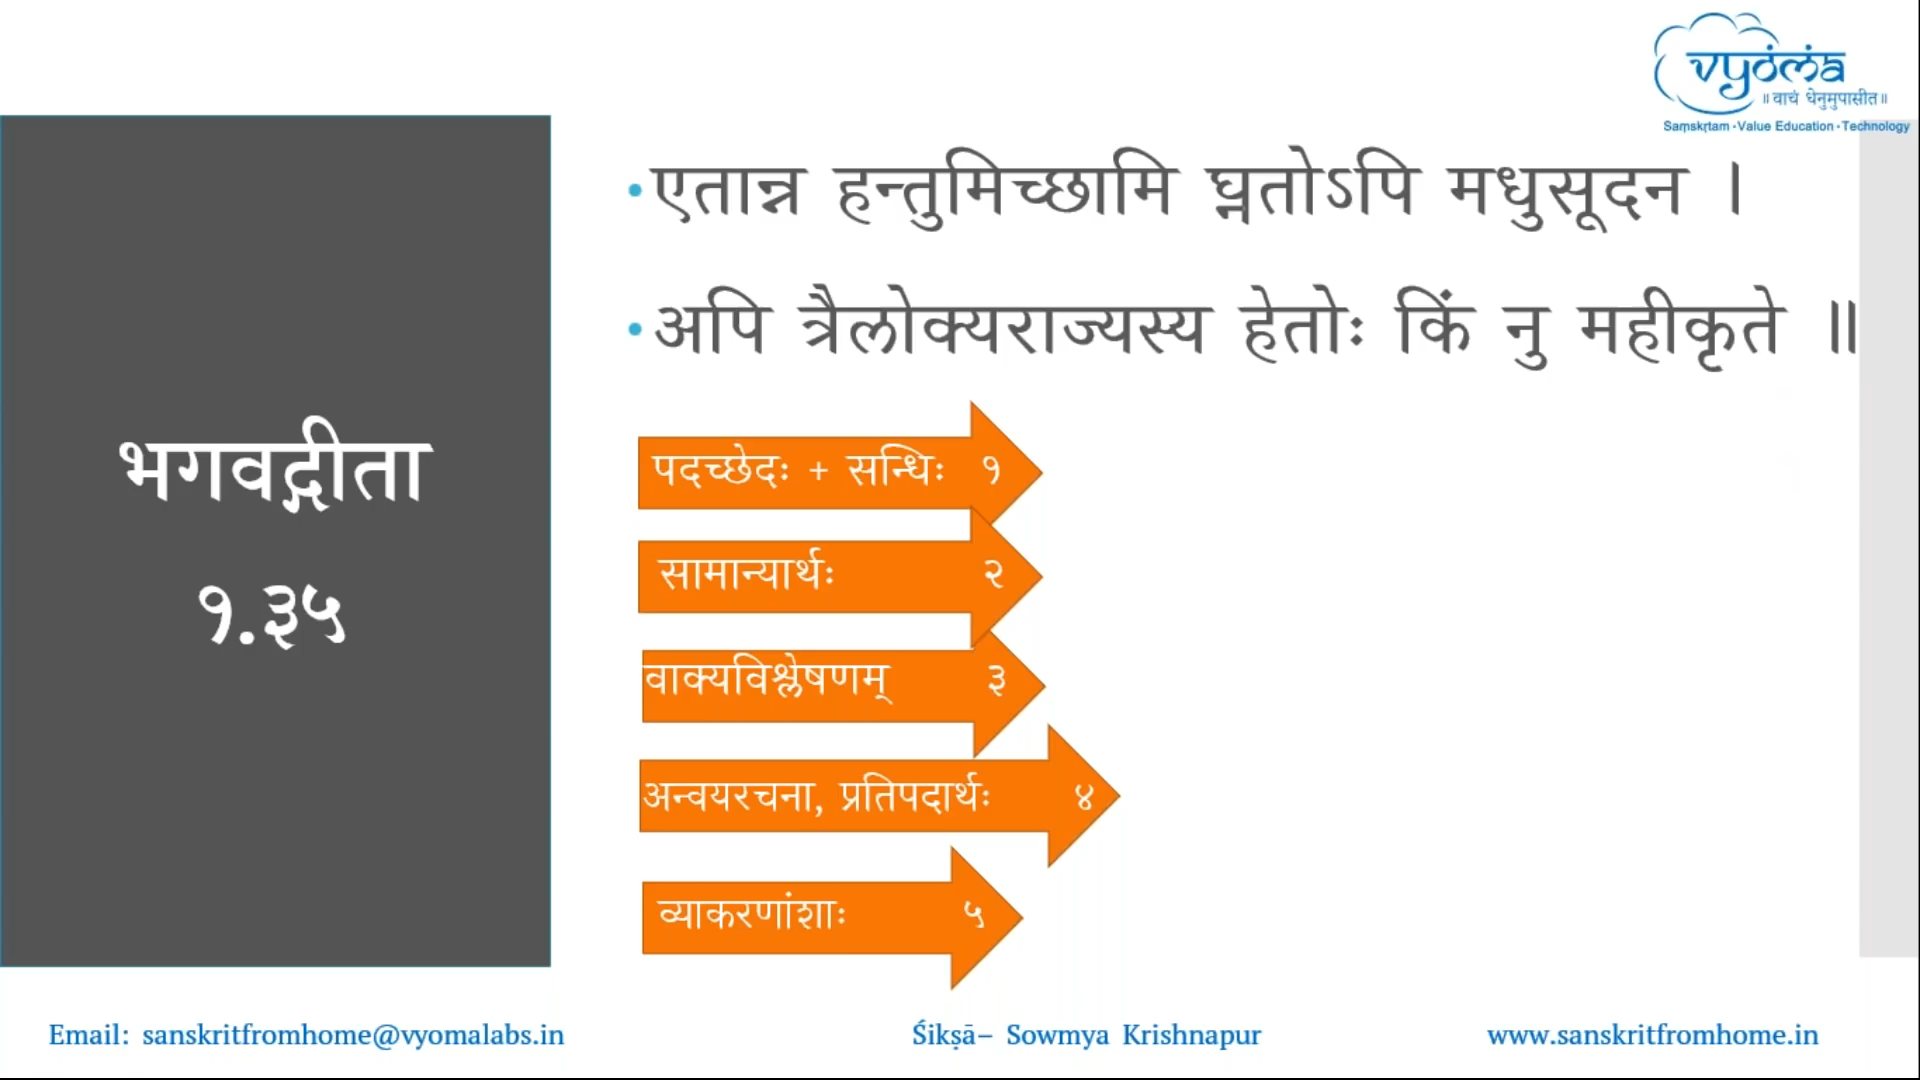 vyoma
॥ वाचं धेनुमुपासीत॥
Saṃskṛtam - Value Education - Technology
एतान्न हन्तुमिच्छामि घ्नतोऽपि मधुसूदन ।
अपि त्रैलोक्यराज्यस्य हेतोः किं नु महीकृते ॥
भगवद्गीता
१.३५
पदच्छेदः + सन्धिः १
सामान्यार्थः २
वाक्यविश्लेषणम् ३
अन्वयरचना, प्रतिपदार्थः ४
व्याकरणांशाः ५
Email: sanskritfromhome@vyomalabs.in
Śikṣā– Sowmya Krishnapur
www.sanskritfromhome.in